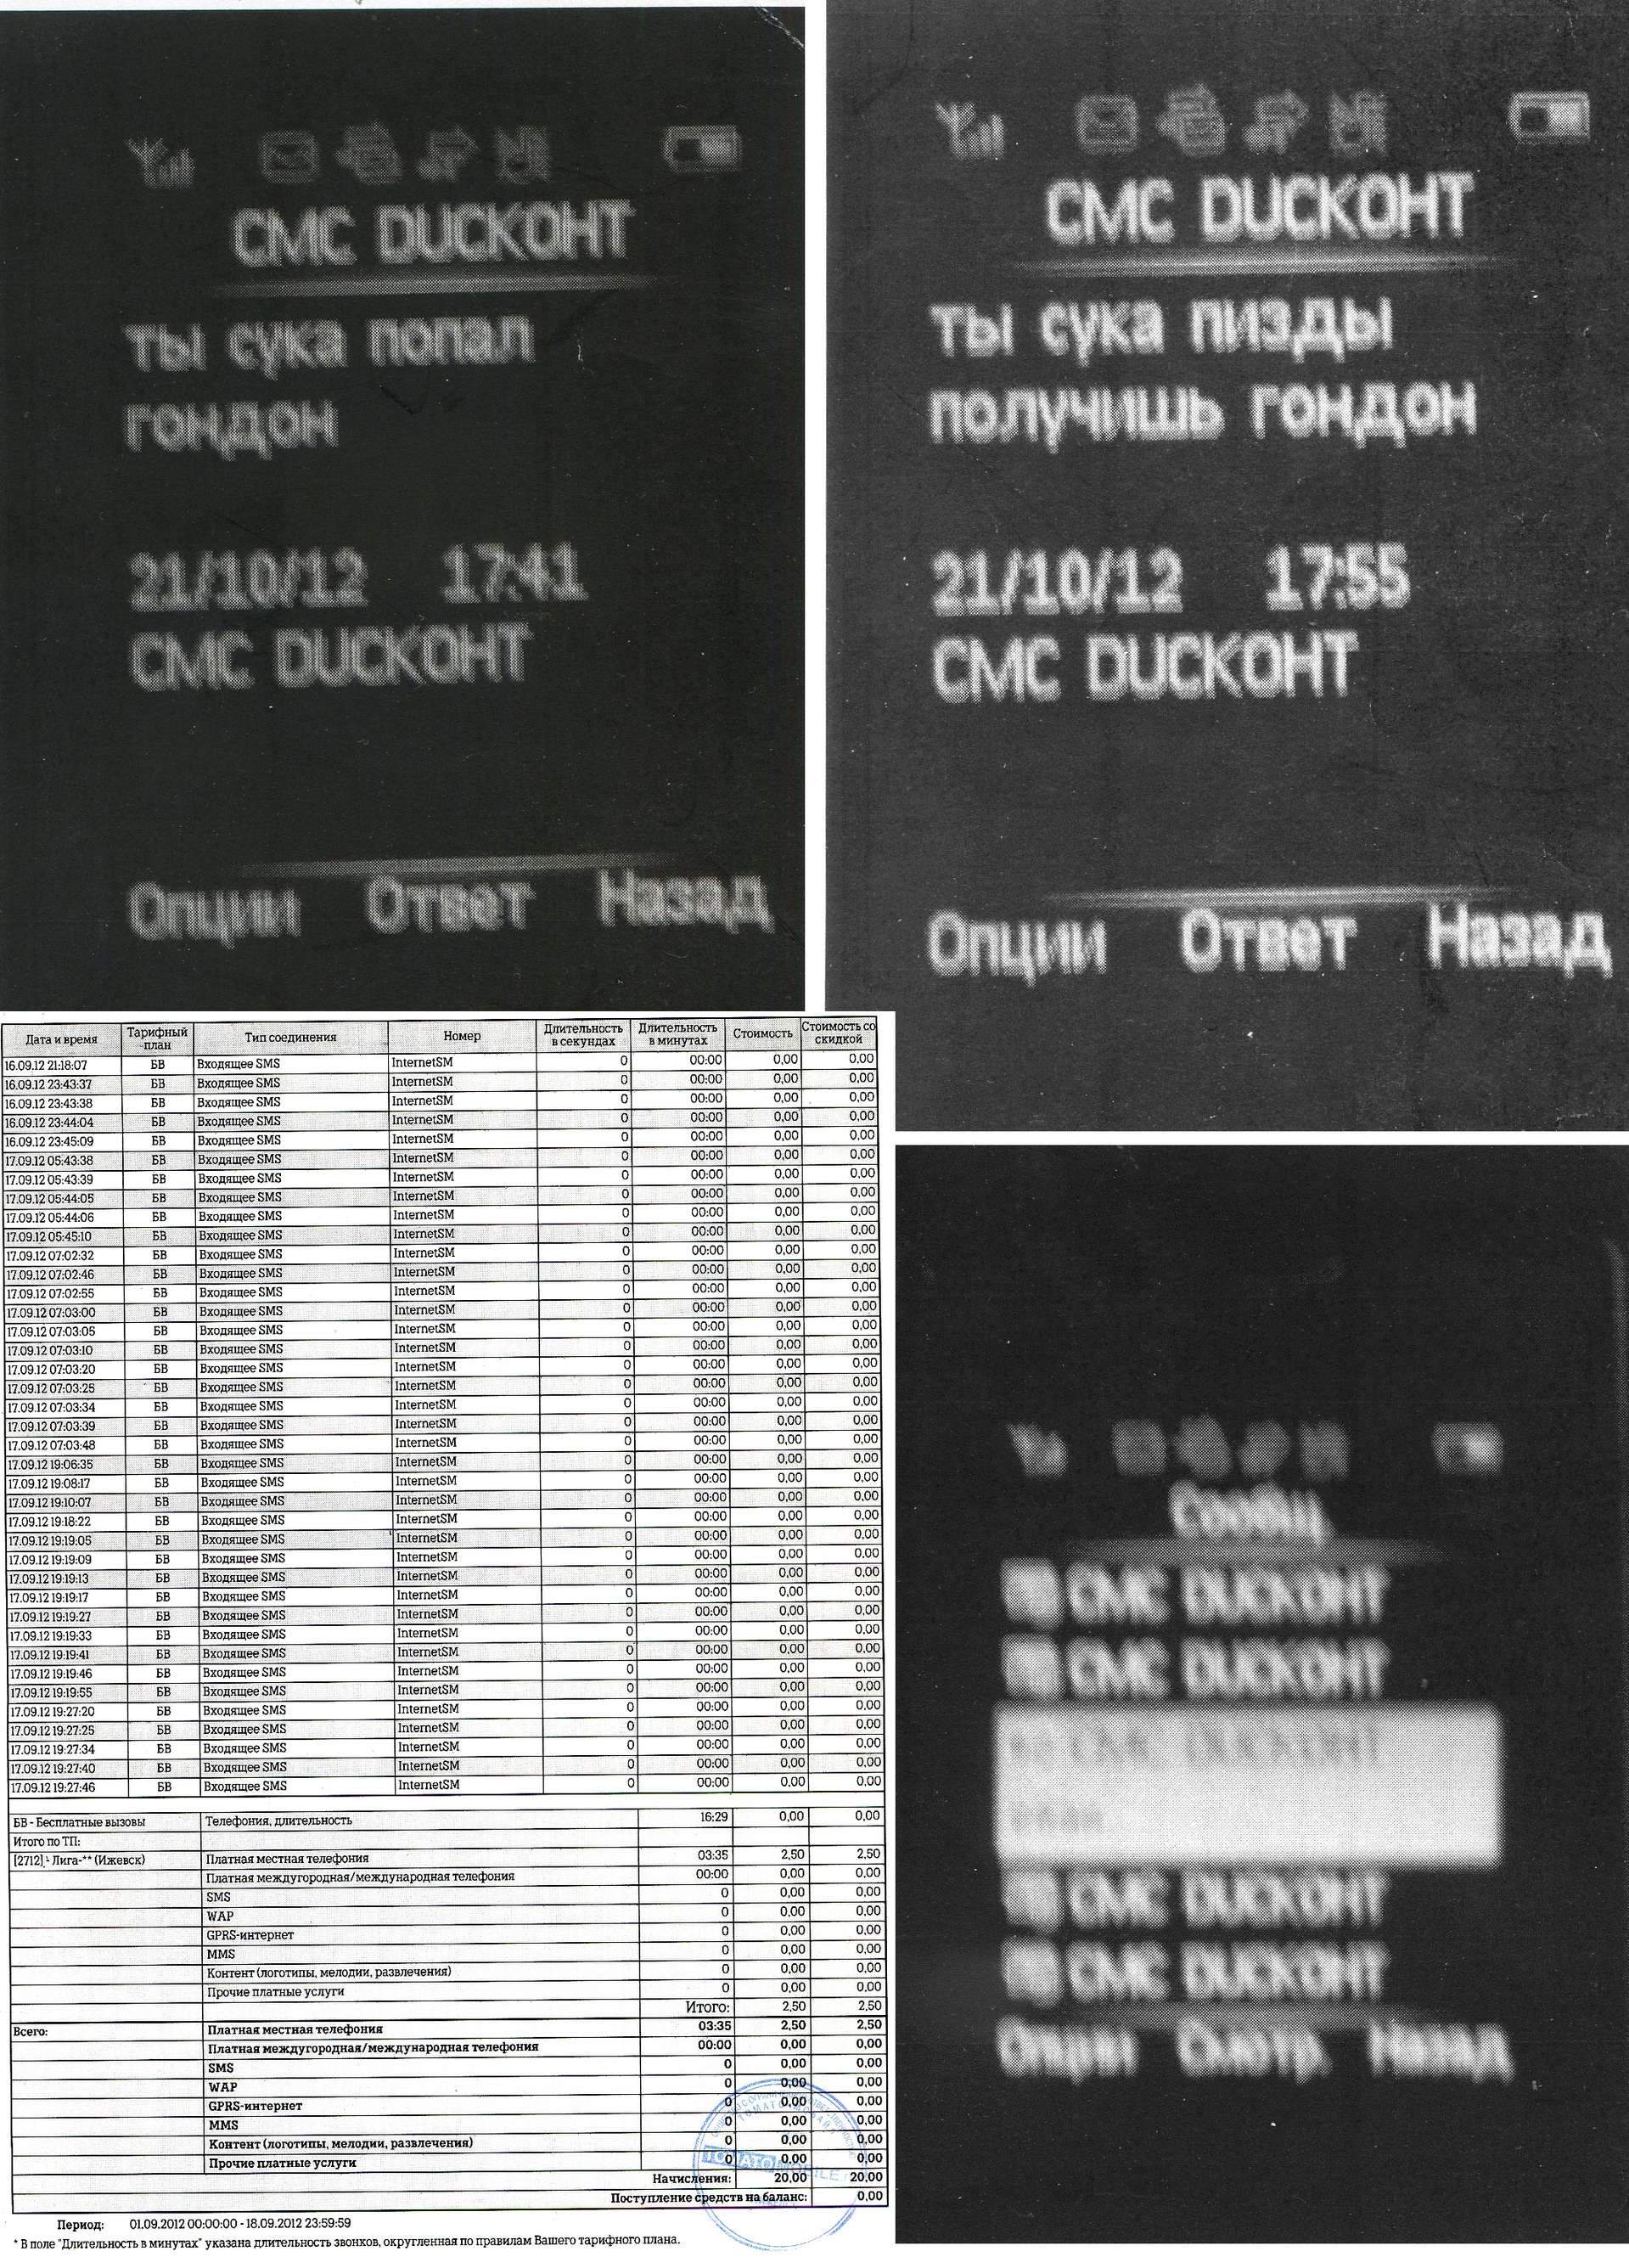 СМС DUСКОНТ
ты сука попал
гондон
21/10/12 17:41
СМС DUСКОНТ
Опции Ответ Назад
СМС DUСКОНТ
ты сука пизды
получишь гондон
21/10/12 17:55
СМС DUСКОНТ
Опции Ответ Назад
Дата и время Тарифный план Тип соединения Номер Длительность в секундах Длительность в минутах Стоимость Стоимость со скидкой
16.09.12 21:18:07 БВ Входящее SMS InternetSM 0 00:00 0,00 0,00
16.09.12 23:43:37 БВ Входящее SMS InternetSM 0 00:00 0,00 0,00
16.09.12 23:43:38 БВ Входящее SMS InternetSM 0 00:00 0,00 0,00
16.09.12 23:44:04 БВ Входящее SMS InternetSM 0 00:00 0,00 0,00
16.09.12 23:45:09 БВ Входящее SMS InternetSM 0 00:00 0,00 0,00
17.09.12 05:43:38 БВ Входящее SMS InternetSM 0 00:00 0,00 0,00
17.09.12 05:43:39 БВ Входящее SMS InternetSM 0 00:00 0,00 0,00
17.09.12 05:44:05 БВ Входящее SMS InternetSM 0 00:00 0,00 0,00
17.09.12 05:44:06 БВ Входящее SMS InternetSM 0 00:00 0,00 0,00
17.09.12 05:45:10 БВ Входящее SMS InternetSM 0 00:00 0,00 0,00
17.09.12 07:02:32 БВ Входящее SMS InternetSM 0 00:00 0,00 0,00
17.09.12 07:02:46 БВ Входящее SMS InternetSM 0 00:00 0,00 0,00
17.09.12 07:02:55 БВ Входящее SMS InternetSM 0 00:00 0,00 0,00
17.09.12 07:03:00 БВ Входящее SMS InternetSM 0 00:00 0,00 0,00
17.09.12 07:03:05 БВ Входящее SMS InternetSM 0 00:00 0,00 0,00
17.09.12 07:03:10 БВ Входящее SMS InternetSM 0 00:00 0,00 0,00
17.09.12 07:03:20 БВ Входящее SMS InternetSM 0 00:00 0,00 0,00
17.09.12 07:03:25 БВ Входящее SMS InternetSM 0 00:00 0,00 0,00
17.09.12 07:03:34 БВ Входящее SMS InternetSM 0 00:00 0,00 0,00
17.09.12 07:03:39 БВ Входящее SMS InternetSM 0 00:00 0,00 0,00
17.09.12 07:03:48 БВ Входящее SMS InternetSM 0 00:00 0,00 0,00
17.09.12 19:06:35 БВ Входящее SMS InternetSM 0 00:00 0,00 0,00
17.09.12 19:08:17 БВ Входящее SMS InternetSM 0 00:00 0,00 0,00
17.09.12 19:10:07 БВ Входящее SMS InternetSM 0 00:00 0,00 0,00
17.09.12 19:18:22 БВ Входящее SMS InternetSM 0 00:00 0,00 0,00
17.09.12 19:19:05 БВ Входящее SMS InternetSM 0 00:00 0,00 0,00
17.09.12 19:19:09 БВ Входящее SMS InternetSM 0 00:00 0,00 0,00
17.09.12 19:19:13 БВ Входящее SMS InternetSM 0 00:00 0,00 0,00
17.09.12 19:19:17 БВ Входящее SMS InternetSM 0 00:00 0,00 0,00
17.09.12 19:19:27 БВ Входящее SMS InternetSM 0 00:00 0,00 0,00
17.09.12 19:19:33 БВ Входящее SMS InternetSM 0 00:00 0,00 0,00
17.09.12 19:19:41 БВ Входящее SMS InternetSM 0 00:00 0,00 0,00
17.09.12 19:19:46 БВ Входящее SMS InternetSM 0 00:00 0,00 0,00
17.09.12 19:19:55 БВ Входящее SMS InternetSM 0 00:00 0,00 0,00
17.09.12 19:27:20 БВ Входящее SMS InternetSM 0 00:00 0,00 0,00
17.09.12 19:27:25 БВ Входящее SMS InternetSM 0 00:00 0,00 0,00
17.09.12 19:27:34 БВ Входящее SMS InternetSM 0 00:00 0,00 0,00
17.09.12 19:27:40 БВ Входящее SMS InternetSM 0 00:00 0,00 0,00
17.09.12 19:27:46 БВ Входящее SMS InternetSM 0 00:00 0,00 0,00
БВ - Бесплатные вызовы Телефония, длительность 16:29 0,00 0,00
Итого по ТП:
[2712] Лига-** (Ижевск) Платная местная телефония 03:35 2,50 2,50
Платная междугородная/международная телефония 00:00 0,00 0,00
SMS 0 0,00 0,00
WAP 0 0,00 0,00
GPRS-интернет 0 0,00 0,00
MMS 0 0,00 0,00
Контент (логотипы, мелодии, развлечения) 0 0,00 0,00
Прочие платные услуги 0 0,00 0,00
Итого: 2,50 2,50
Всего: Платная местная телефония 03:35 2,50 2,50
Платная междугородная/международная телефония 00:00 0,00 0,00
SMS 0 0,00 0,00
WAP 0 0,00 0,00
GPRS-интернет 0 0,00 0,00
MMS 0 0,00 0,00
Контент (логотипы, мелодии, развлечения) 0 0,00 0,00
Прочие платные услуги 0 0,00 0,00
Начисления: 20,00 20,00
Поступление средств на баланс: 0,00
Период: 01.09.2012 00:00:00 - 18.09.2012 23:59:59
* В поле "Длительность в минутах" указана длительность звонков, округленная по правилам Вашего тарифного плана.
Сообщ.
СМС DUСКОНТ
СМС DUСКОНТ
СМС DUСКОНТ
СМС DUСКОНТ
Опции Смотр. Назад